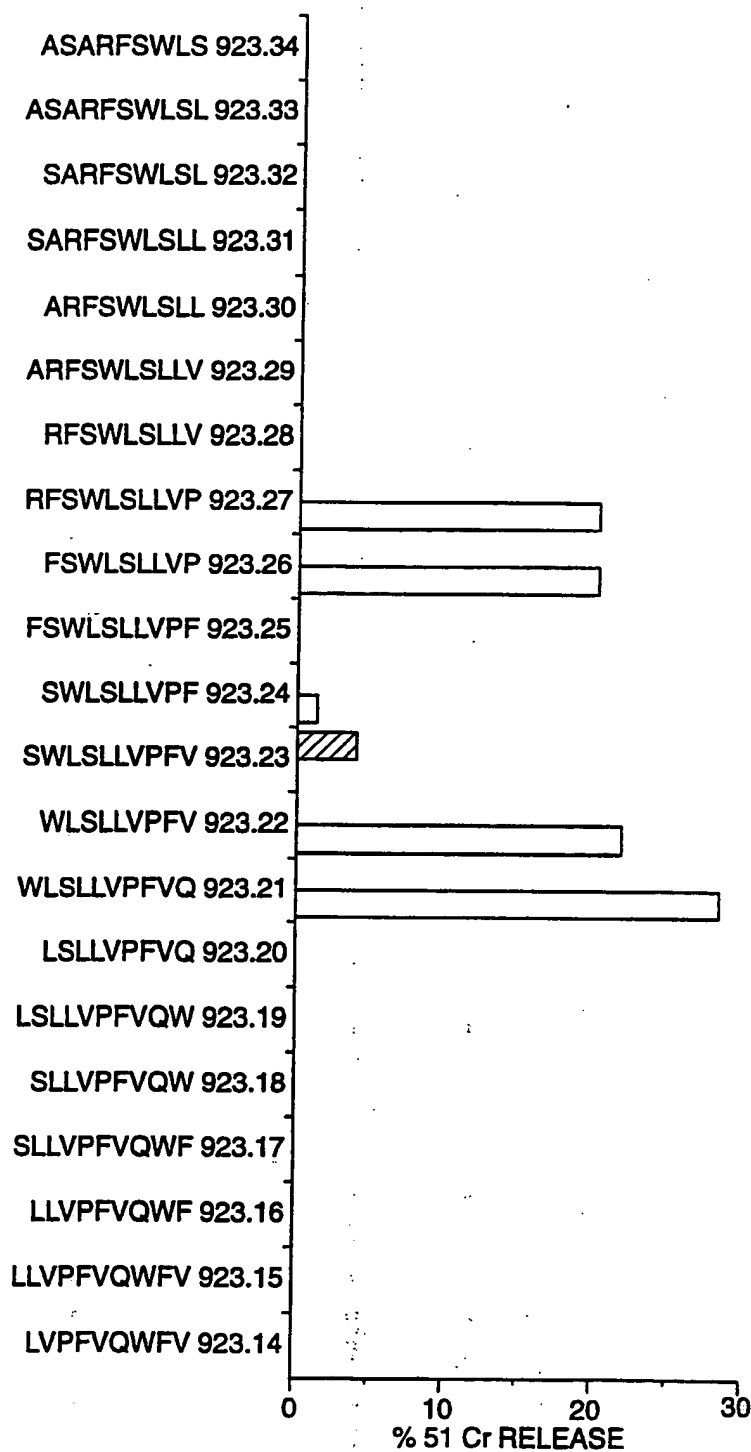 ASARFSWLS 923.34
ASARFSWLSL 923.33
SARFSWLSL 923.32
SARFSWLSLL 923.31
ARFSWLSLL 923.30
ARFSWLSLLV 923.29
RFSWLSLLV 923.28
RFSWLSLLVP 923.27
FSWLSLLVP 923.26
FSWLSLLVPF 923.25
SWLSLLVPF 923.24
SWLSLLVPFV 923.23
WLSLLVPFV 923.22
WLSLLVPFVQ 923.21
LSLLVPFVQ 923.20
LSLLVPFVQW 923.19
SLLVPFVQW 923.18
SLLVPFVQWF 923.17
LLVPFVQWF 923.16
LLVPFVQWFV 923.15
LVPFVQWFV 923.14
0 10 20 30
% 51 Cr RELEASE